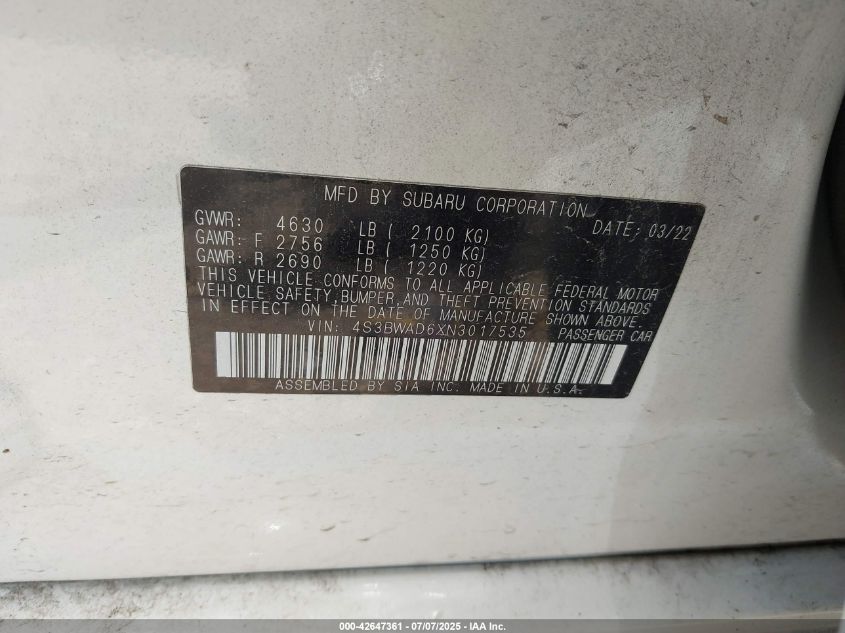 MFD BY SUBARU CORPORATION
GVWR: 4630 LB ( 2100 KG) DATE: 03/22
GAWR: F 2756 LB ( 1250 KG)
GAWR: R 2690 LB ( 1220 KG)
THIS VEHICLE CONFORMS TO ALL APPLICABLE FEDERAL MOTOR
VEHICLE SAFETY, BUMPER, AND THEFT PREVENTION STANDARDS
IN EFFECT ON THE DATE OF MANUFACTURE SHOWN ABOVE.
VIN: 4S3BWAD6XN3017535 PASSENGER CAR
ASSEMBLED BY SIA INC. MADE IN U.S.A.
000-42647361 - 07/07/2025 - IAA Inc.